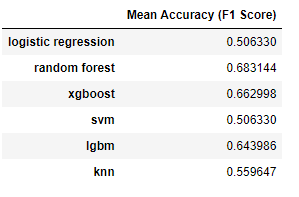 Mean Accuracy (F1 Score)
logistic regression 0.506330
random forest 0.683144
xgboost 0.662998
svm 0.506330
lgbm 0.643986
knn 0.559647